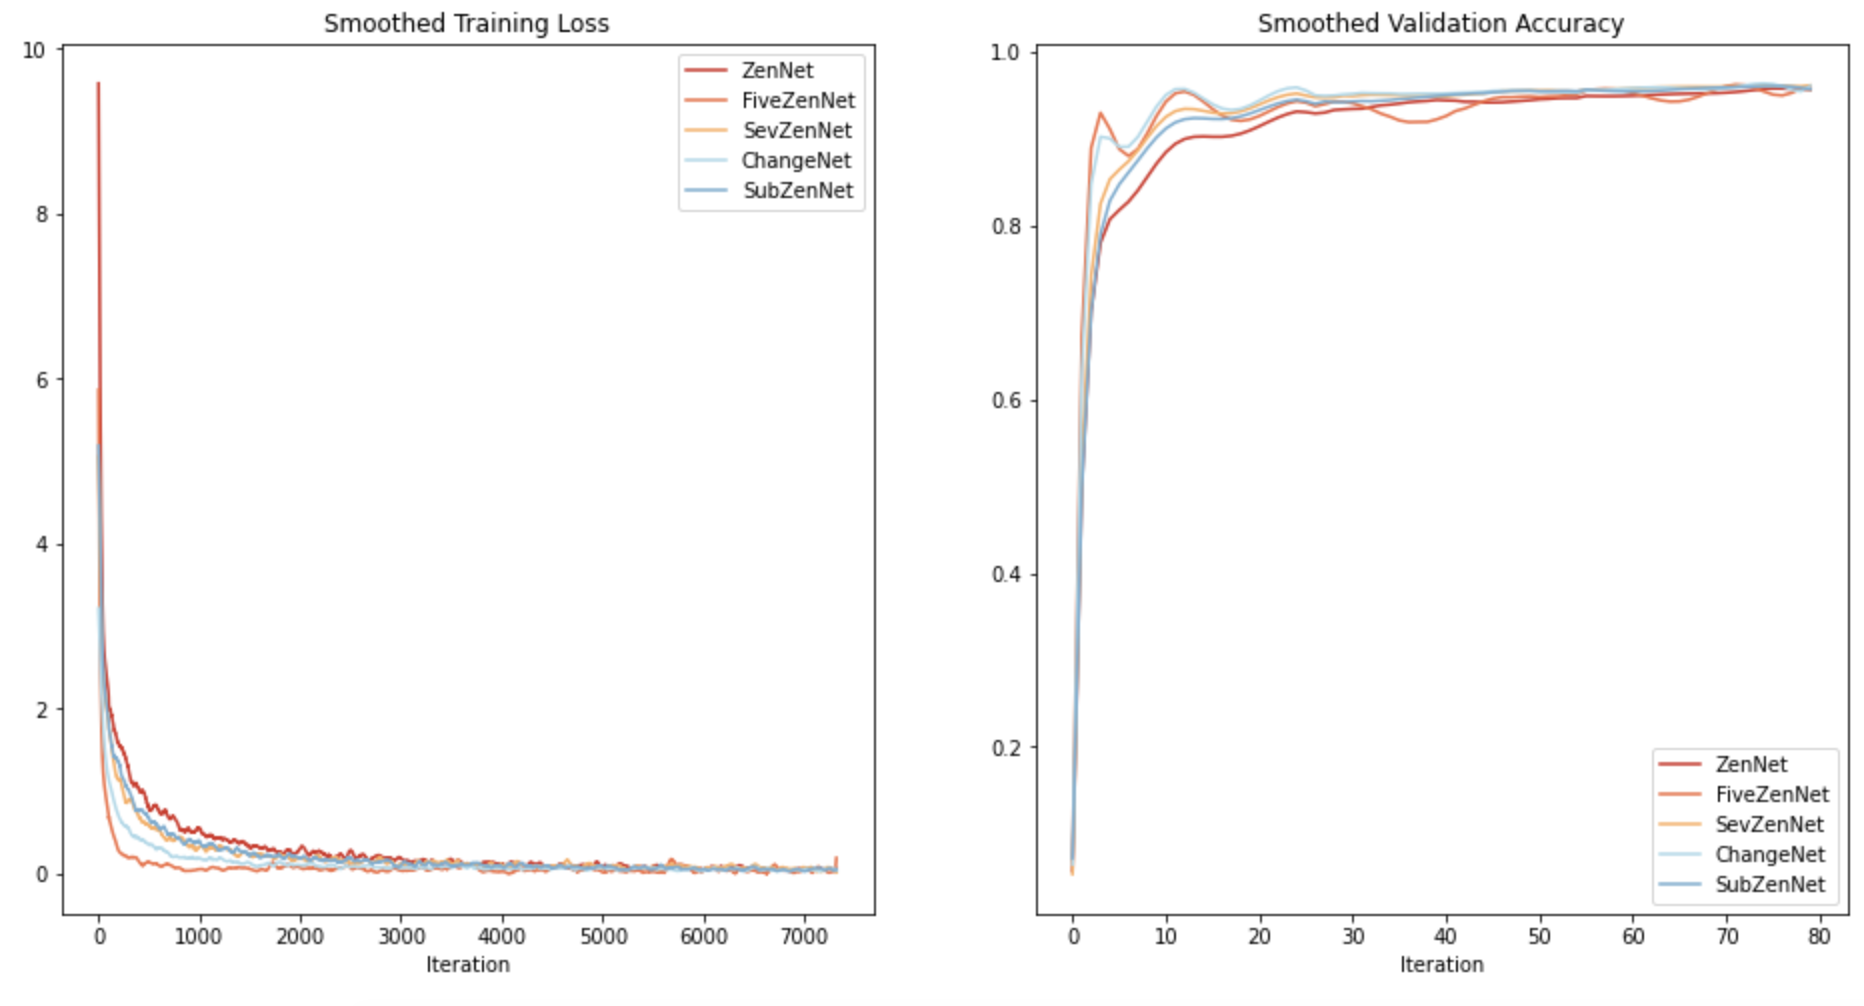 Smoothed Training Loss
10
8
6
4
2
0
0 1000 2000 3000 4000 5000 6000 7000
Iteration
ZenNet
FiveZenNet
SevZenNet
ChangeNet
SubZenNet
Smoothed Validation Accuracy
1.0
0.8
0.6
0.4
0.2
0 10 20 30 40 50 60 70 80
Iteration
ZenNet
FiveZenNet
SevZenNet
ChangeNet
SubZenNet